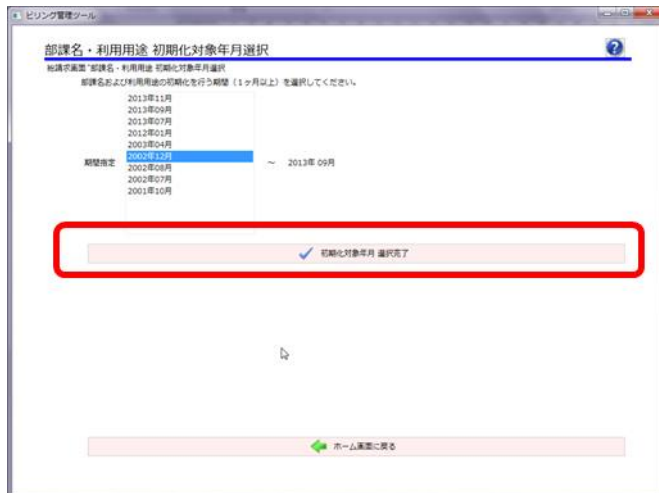 ビリング管理ツール
部課名・利用用途 初期化対象年月選択
総請求画面*部課名・利用用途 初期化対象年月選択
部課名および利用用途の初期化を行う期間（１ヶ月以上）を選択してください。
2013年11月
2013年09月
2013年07月
2012年01月
2003年04月
期間指定 2002年12月 ～ 2013年 09月
2002年08月
2002年07月
2001年10月
初期化対象年月 選択完了
ホーム画面に戻る